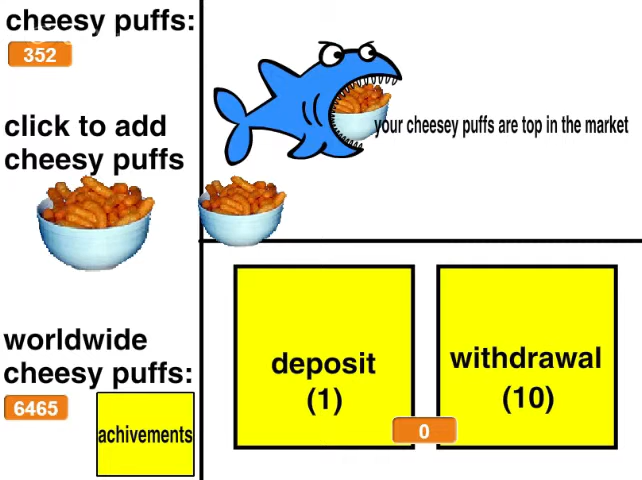 cheesy puffs:
352
click to add
cheesy puffs
your cheesey puffs are top in the market
worldwide
cheesy puffs:
6465
achivements
deposit
(1)
withdrawal
(10)
0